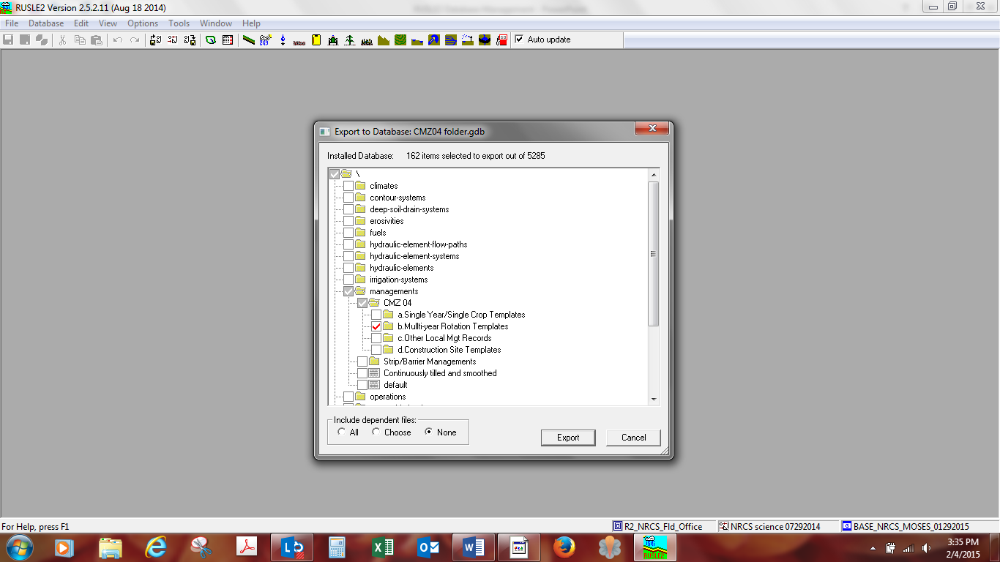 RUSLE2 Version 2.5.2.11 (Aug 18 2014)
File Database Edit View Options Tools Window Help
Auto update
Export to Database: CMZ04 folder.gdb
Installed Database: 162 items selected to export out of 5285
\
climates
contour-systems
deep-soil-drain-systems
erosivities
fuels
hydraulic-element-flow-paths
hydraulic-element-systems
hydraulic-elements
irrigation-systems
managements
CMZ 04
a.Single Year/Single Crop Templates
b.Mullti-year Rotation Templates
c.Other Local Mgt Records
d.Construction Site Templates
Strip/Barrier Managements
Continuously tilled and smoothed
default
operations
Include dependent files:
All Choose None
Export Cancel
For Help, press F1
R2_NRCS_Fld_Office
NRCS science 07292014
BASE_NRCS_MOSES_01292015
RUSLE2
3:35 PM
2/4/2015